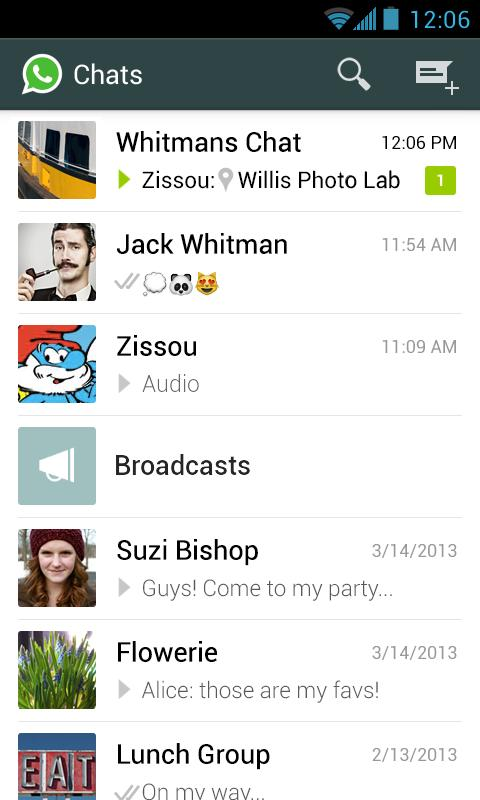 12:06
Chats
Whitmans Chat 12:06 PM
Zissou: Willis Photo Lab 1
Jack Whitman 11:54 AM
💭🐼😻
Zissou 11:09 AM
Audio
Broadcasts
Suzi Bishop 3/14/2013
Guys! Come to my party...
Flowerie 3/14/2013
Alice: those are my favs!
EAT
Lunch Group 2/13/2013
On my way...